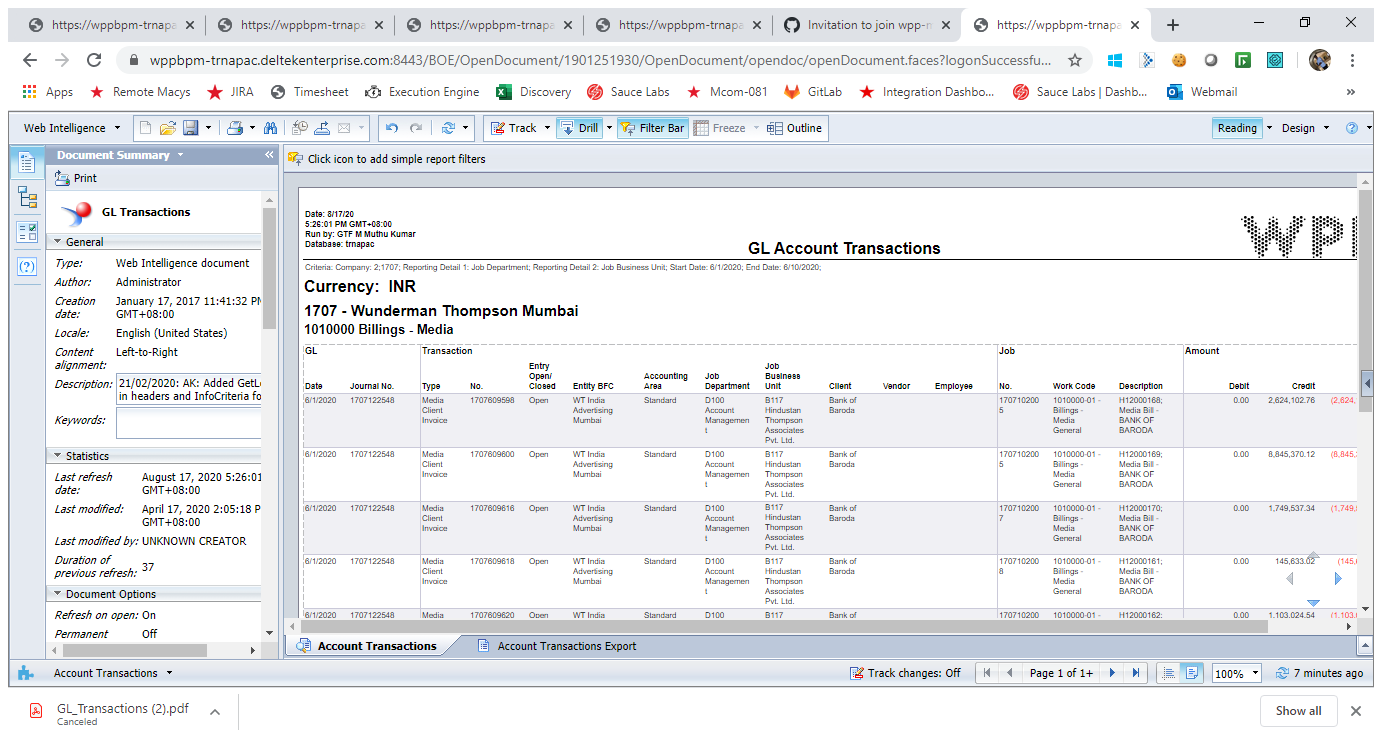 https://wppbpm-trnapa
https://wppbpm-trnapa
https://wppbpm-trnapa
https://wppbpm-trnapa
Invitation to join wpp-m
https://wppbpm-trnapa
wppbpm-trnapac.deltekenterprise.com:8443/BOE/OpenDocument/1901251930/OpenDocument/opendoc/openDocument.faces?logonSuccessfu...
Apps Remote Macys JIRA Timesheet Execution Engine Discovery Sauce Labs Mcom-081 GitLab Integration Dashbo... Sauce Labs | Dashb... Webmail »
Web Intelligence Track Drill Filter Bar Freeze Outline Reading Design
Document Summary «
Print
GL Transactions
General
Type: Web Intelligence document
Author: Administrator
Creation date: January 17, 2017 11:41:32 PM
GMT+08:00
Locale: English (United States)
Content alignment: Left-to-Right
Description: 21/02/2020: AK: Added GetLo
in headers and InfoCriteria fo
Keywords:
Statistics
Last refresh date: August 17, 2020 5:26:01
GMT+08:00
Last modified: April 17, 2020 2:05:18 P
GMT+08:00
Last modified by: UNKNOWN CREATOR
Duration of previous refresh: 37
Document Options
Refresh on open: On
Permanent Off
Click icon to add simple report filters
Date: 8/17/20
5:26:01 PM GMT+08:00
Run by: GTF M Muthu Kumar
Database: trnapac
GL Account Transactions
WPP
Criteria: Company: 2;1707; Reporting Detail 1: Job Department; Reporting Detail 2: Job Business Unit; Start Date: 6/1/2020; End Date: 6/10/2020;
Currency: INR
1707 - Wunderman Thompson Mumbai
1010000 Billings - Media
GL Transaction Job Amount
Date Journal No. Type No. Entry Open/ Closed Entity BFC Accounting Area Job Department Job Business Unit Client Vendor Employee No. Work Code Description Debit Credit
6/1/2020 1707122548 Media Client Invoice 1707609598 Open WT India Advertising Mumbai Standard D100 Account Managemen t B117 Hindustan Thompson Associates Pvt. Ltd. Bank of Baroda 170710200 5 1010000-01 - Billings - Media General H12000168; Media Bill - BANK OF BARODA 0.00 2,624,102.76 (2,624,
6/1/2020 1707122548 Media Client Invoice 1707609600 Open WT India Advertising Mumbai Standard D100 Account Managemen t B117 Hindustan Thompson Associates Pvt. Ltd. Bank of Baroda 170710200 5 1010000-01 - Billings - Media General H12000169; Media Bill - BANK OF BARODA 0.00 8,845,370.12 (8,845,
6/1/2020 1707122548 Media Client Invoice 1707609616 Open WT India Advertising Mumbai Standard D100 Account Managemen t B117 Hindustan Thompson Associates Pvt. Ltd. Bank of Baroda 170710200 7 1010000-01 - Billings - Media General H12000170; Media Bill - BANK OF BARODA 0.00 1,749,537.34 (1,749,
6/1/2020 1707122548 Media Client Invoice 1707609618 Open WT India Advertising Mumbai Standard D100 Account Managemen t B117 Hindustan Thompson Associates Pvt. Ltd. Bank of Baroda 170710200 8 1010000-01 - Billings - Media General H12000161; Media Bill - BANK OF BARODA 0.00 145,633.02 (145,
6/1/2020 1707122548 Media 1707609620 Open WT India Standard D100 B117 Bank of 170710200 1010000-01 - H12000162; 0.00 1,103,024.54 (1,103,
Account Transactions Account Transactions Export
Account Transactions Track changes: Off Page 1 of 1+ 100% 7 minutes ago
GL_Transactions (2).pdf
Canceled
Show all